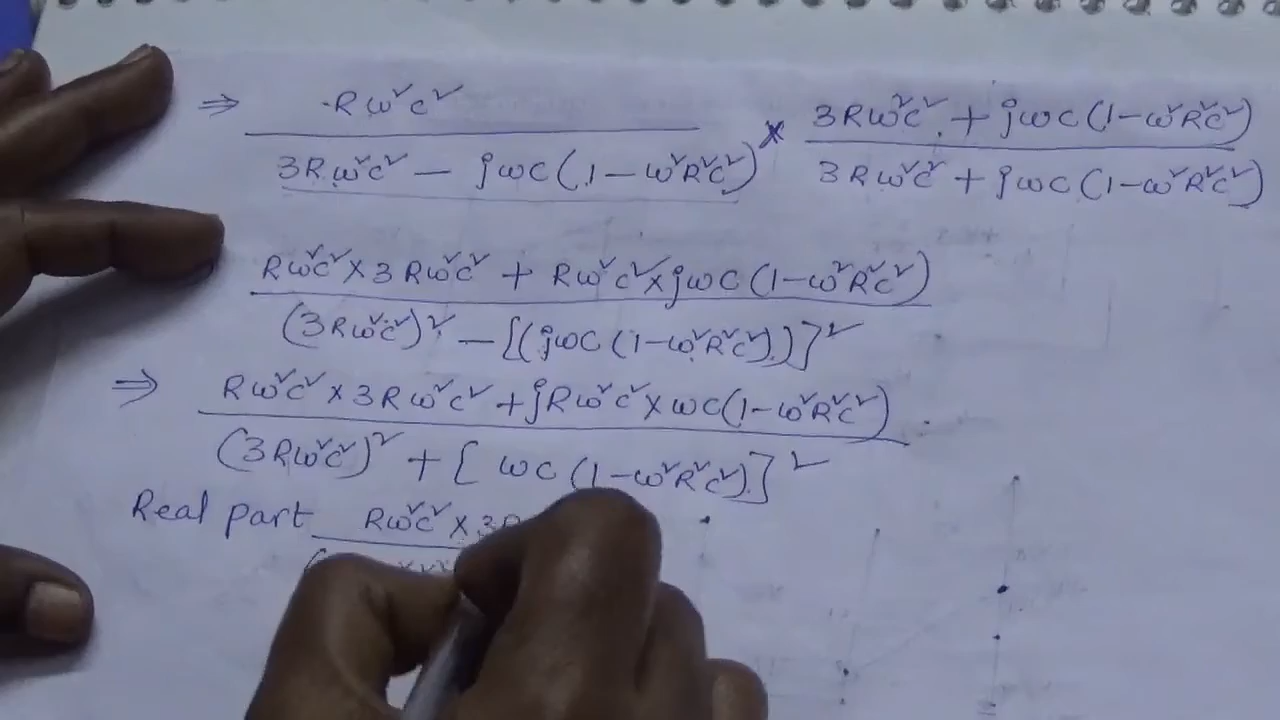 ⇒ Rω²c² / 3Rω²c² − jωc(1−ω²R²c²) × 3Rω²c² + jωc(1−ω²R²c²) / 3Rω²c² + jωc(1−ω²R²c²)
Rω²c² × 3Rω²c² + Rω²c² × jωc(1−ω²R²c²)
(3Rω²c²)² − [(jωc(1−ω²R²c²))]²
⇒ Rω²c² × 3Rω²c² + jRω²c² × ωc(1−ω²R²c²)
(3Rω²c²)² + [ωc(1−ω²R²c²)]²
Real part Rω²c² × 3R